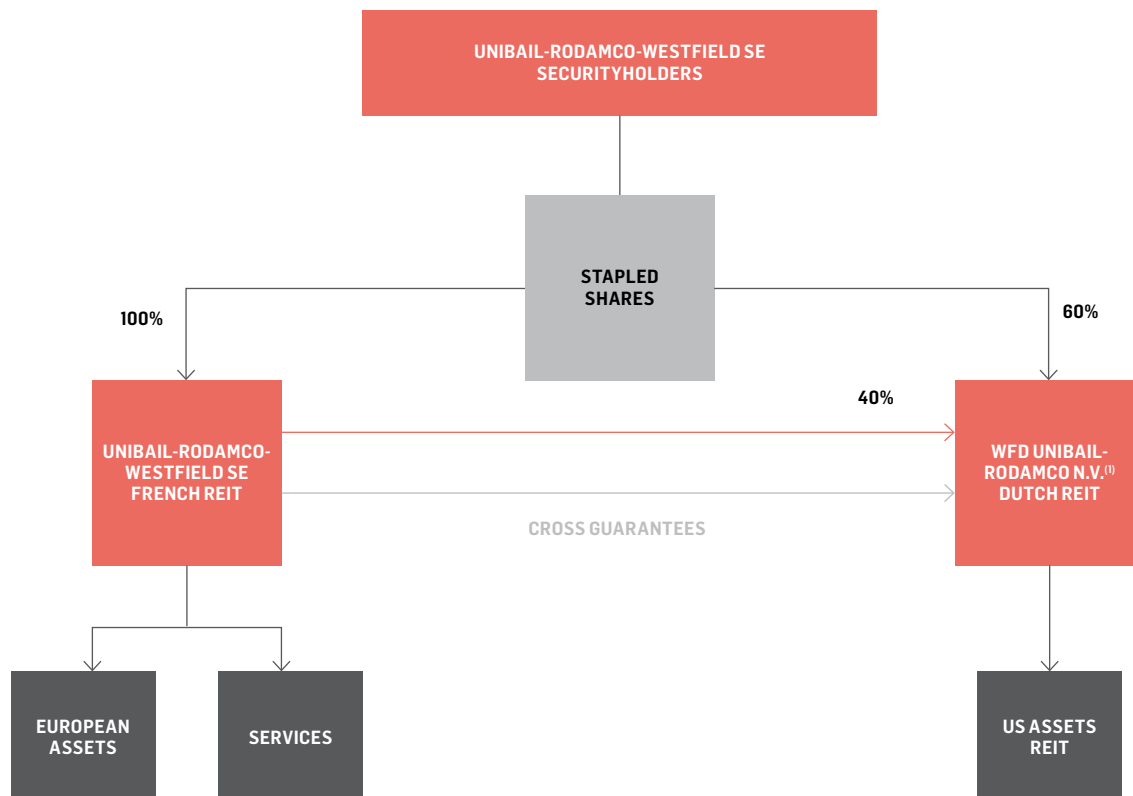 UNIBAIL-RODAMCO-WESTFIELD SE
SECURITYHOLDERS
STAPLED
SHARES
100%
60%
40%
UNIBAIL-RODAMCO-
WESTFIELD SE
FRENCH REIT
WFD UNIBAIL-
RODAMCO N.V.(1)
DUTCH REIT
CROSS GUARANTEES
EUROPEAN
ASSETS
SERVICES
US ASSETS
REIT